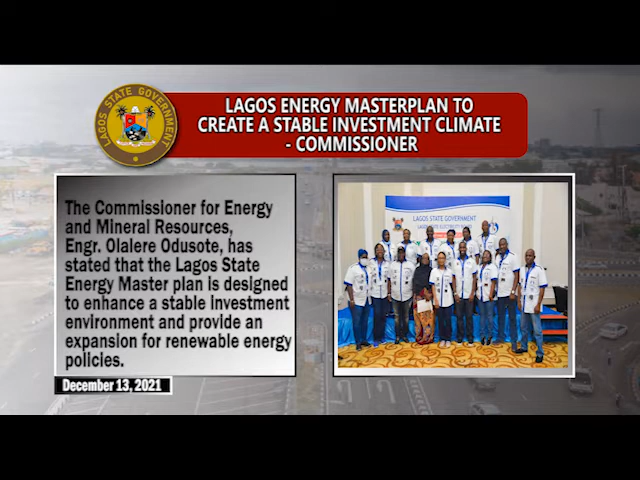 LAGOS STATE GOVERNMENT
LAGOS ENERGY MASTERPLAN TO
CREATE A STABLE INVESTMENT CLIMATE
- COMMISSIONER
The Commissioner for Energy
and Mineral Resources,
Engr. Olalere Odusote, has
stated that the Lagos State
Energy Master plan is designed
to enhance a stable investment
environment and provide an
expansion for renewable energy
policies.
December 13, 2021
LAGOS STATE GOVERNMENT